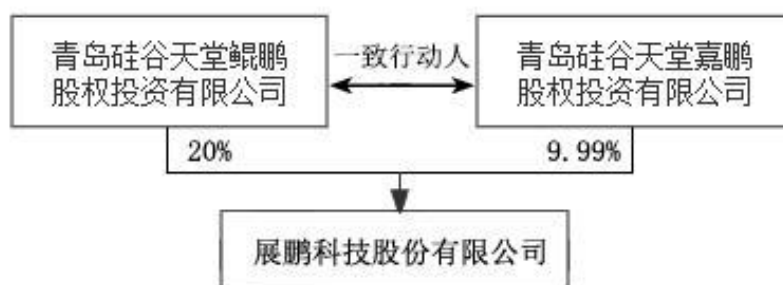 青岛硅谷天堂鲲鹏
股权投资有限公司
一致行动人
青岛硅谷天堂嘉鹏
股权投资有限公司
20%
9.99%
展鹏科技股份有限公司